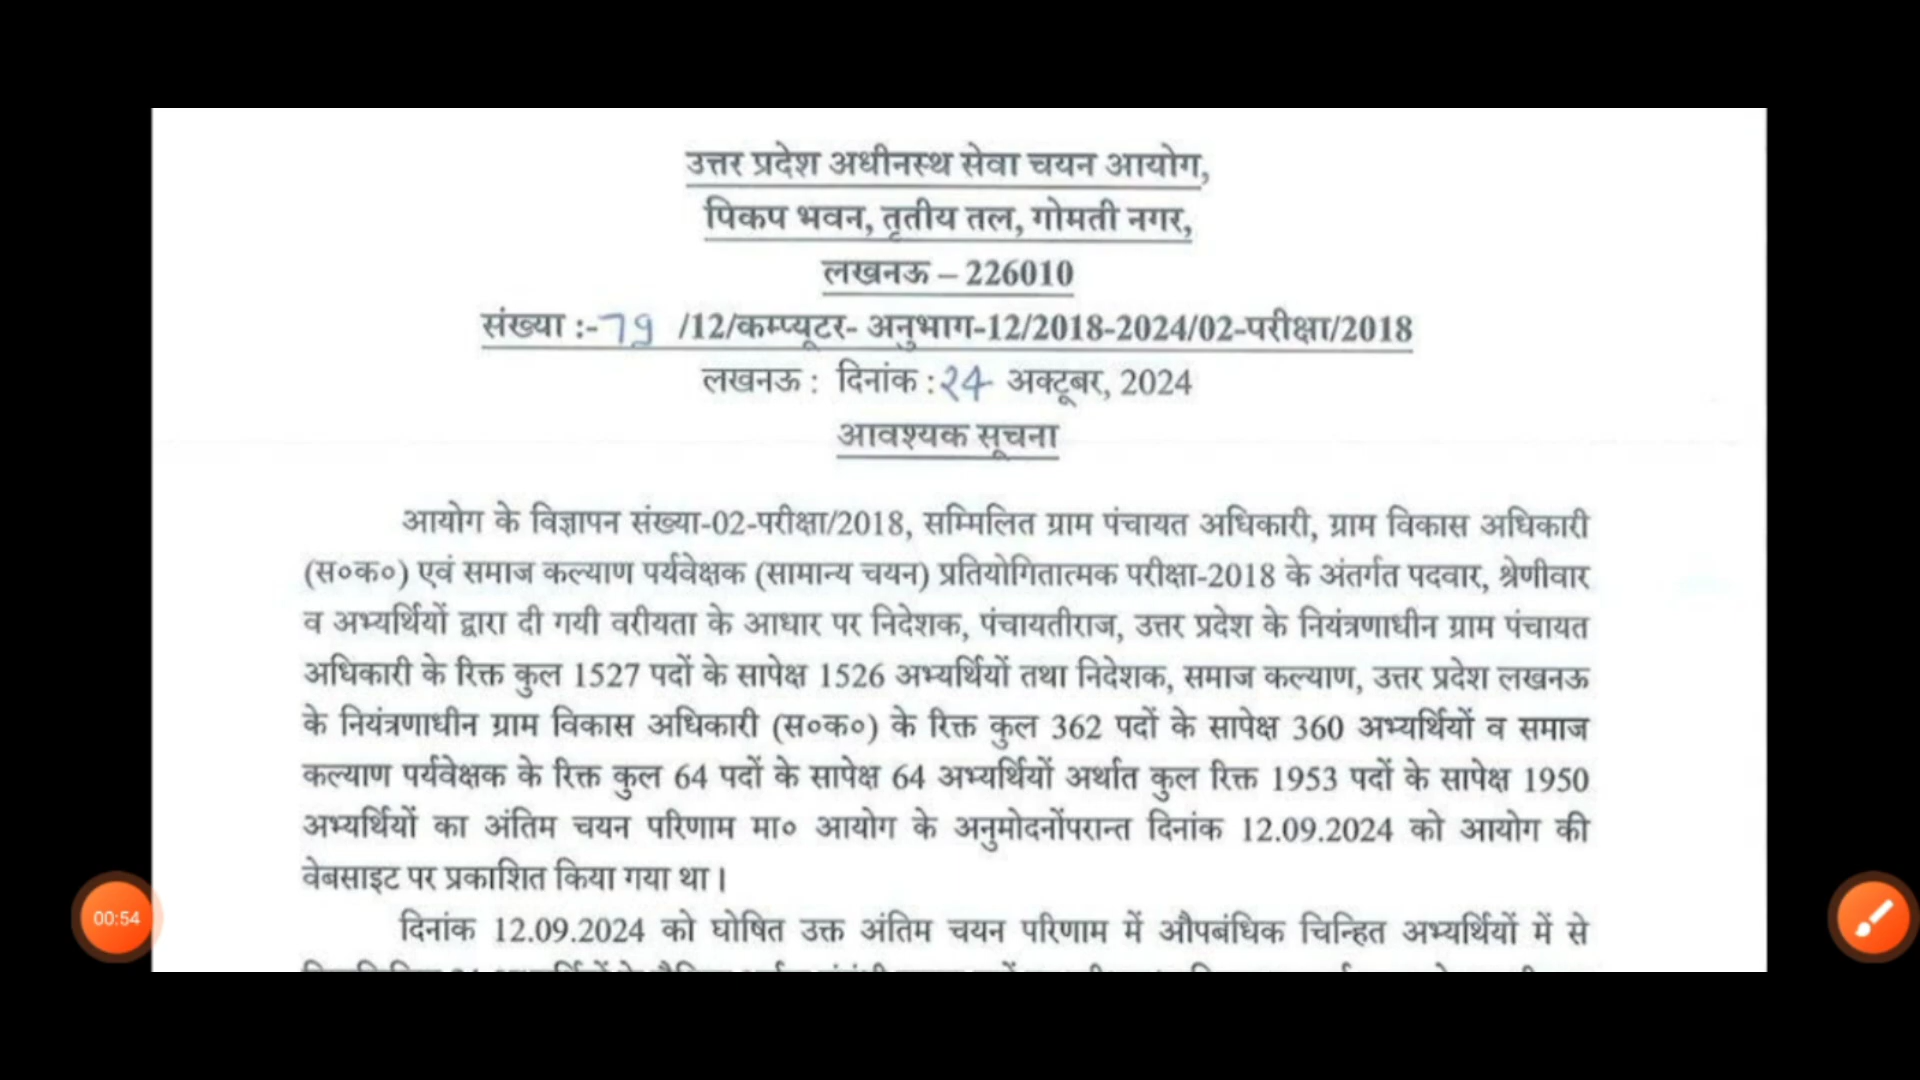 उत्तर प्रदेश अधीनस्थ सेवा चयन आयोग,
पिकप भवन, तृतीय तल, गोमती नगर,
लखनऊ – 226010
संख्या :-79 /12/कम्प्यूटर- अनुभाग-12/2018-2024/02-परीक्षा/2018
लखनऊ : दिनांक :24 अक्टूबर, 2024
आवश्यक सूचना
आयोग के विज्ञापन संख्या-02-परीक्षा/2018, सम्मिलित ग्राम पंचायत अधिकारी, ग्राम विकास अधिकारी
(स०क०) एवं समाज कल्याण पर्यवेक्षक (सामान्य चयन) प्रतियोगितात्मक परीक्षा-2018 के अंतर्गत पदवार, श्रेणीवार
व अभ्यर्थियों द्वारा दी गयी वरीयता के आधार पर निदेशक, पंचायतीराज, उत्तर प्रदेश के नियंत्रणाधीन ग्राम पंचायत
अधिकारी के रिक्त कुल 1527 पदों के सापेक्ष 1526 अभ्यर्थियों तथा निदेशक, समाज कल्याण, उत्तर प्रदेश लखनऊ
के नियंत्रणाधीन ग्राम विकास अधिकारी (स०क०) के रिक्त कुल 362 पदों के सापेक्ष 360 अभ्यर्थियों व समाज
कल्याण पर्यवेक्षक के रिक्त कुल 64 पदों के सापेक्ष 64 अभ्यर्थियों अर्थात कुल रिक्त 1953 पदों के सापेक्ष 1950
अभ्यर्थियों का अंतिम चयन परिणाम मा० आयोग के अनुमोदनोंपरान्त दिनांक 12.09.2024 को आयोग की
वेबसाइट पर प्रकाशित किया गया था।
दिनांक 12.09.2024 को घोषित उक्त अंतिम चयन परिणाम में औपबंधिक चिन्हित अभ्यर्थियों में से
00:54